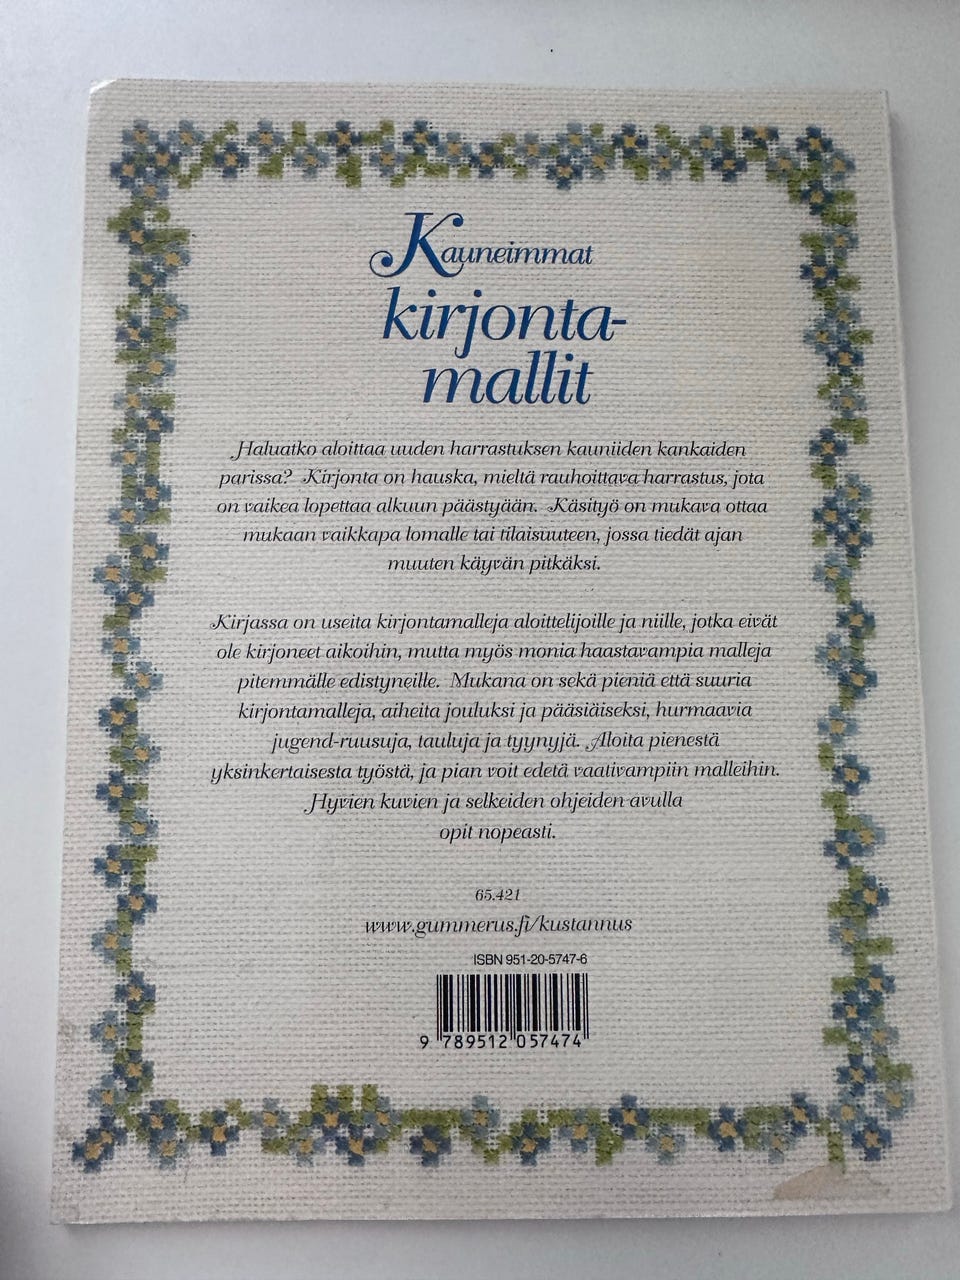 Kauneimmat
kirjonta-
mallit
Haluatko aloittaa uuden harrastuksen kauniiden kankaiden
parissa? Kirjonta on hauska, mieltä rauhoittava harrastus, jota
on vaikea lopettaa alkuun päästyään. Käsityö on mukava ottaa
mukaan vaikkapa lomalle tai tilaisuuteen, jossa tiedät ajan
muuten käyvän pitkäksi.
Kirjassa on useita kirjontamalleja aloittelijoille ja niille, jotka eivät
ole kirjoneet aikoihin, mutta myös monia haastavampia malleja
pitemmälle edistyneille. Mukana on sekä pieniä että suuria
kirjontamalleja, aiheita jouluksi ja pääsiäiseksi, hurmaavia
jugend-ruusuja, tauluja ja tyynyjä. Aloita pienestä
yksinkertaisesta työstä, ja pian voit edetä vaativampiin malleihin.
Hyvien kuvien ja selkeiden ohjeiden avulla
opit nopeasti.
65.421
www.gummerus.fi/kustannus
ISBN 951-20-5747-6
9 789512 057474